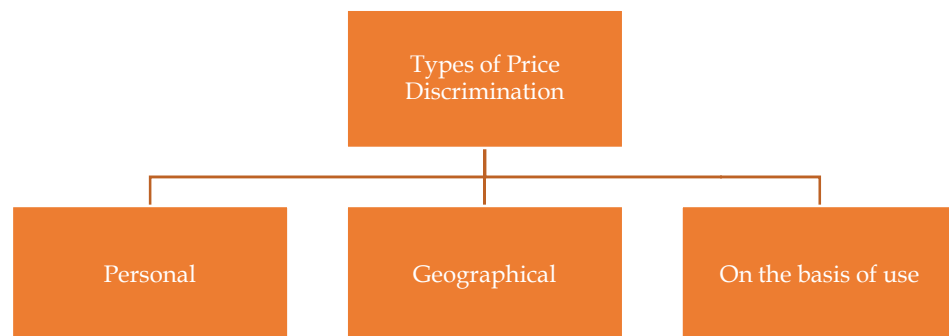 Types of Price
Discrimination
Personal
Geographical
On the basis of use